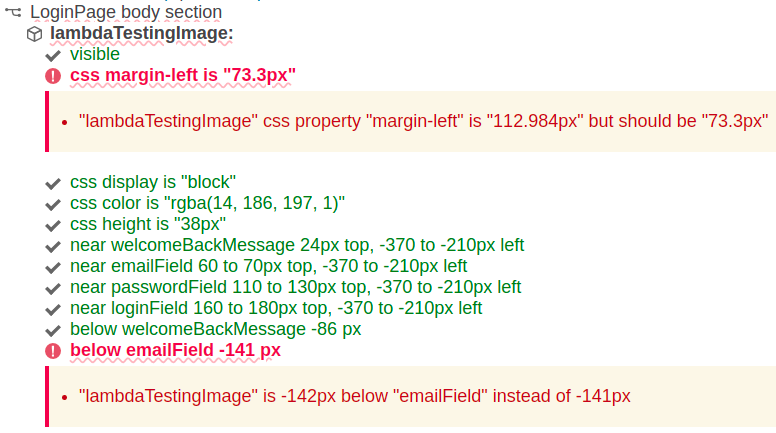 LoginPage body section
lambdaTestingImage:
visible
css margin-left is "73.3px"
• "lambdaTestingImage" css property "margin-left" is "112.984px" but should be "73.3px"
css display is "block"
css color is "rgba(14, 186, 197, 1)"
css height is "38px"
near welcomeBackMessage 24px top, -370 to -210px left
near emailField 60 to 70px top, -370 to -210px left
near passwordField 110 to 130px top, -370 to -210px left
near loginField 160 to 180px top, -370 to -210px left
below welcomeBackMessage -86 px
below emailField -141 px
• "lambdaTestingImage" is -142px below "emailField" instead of -141px